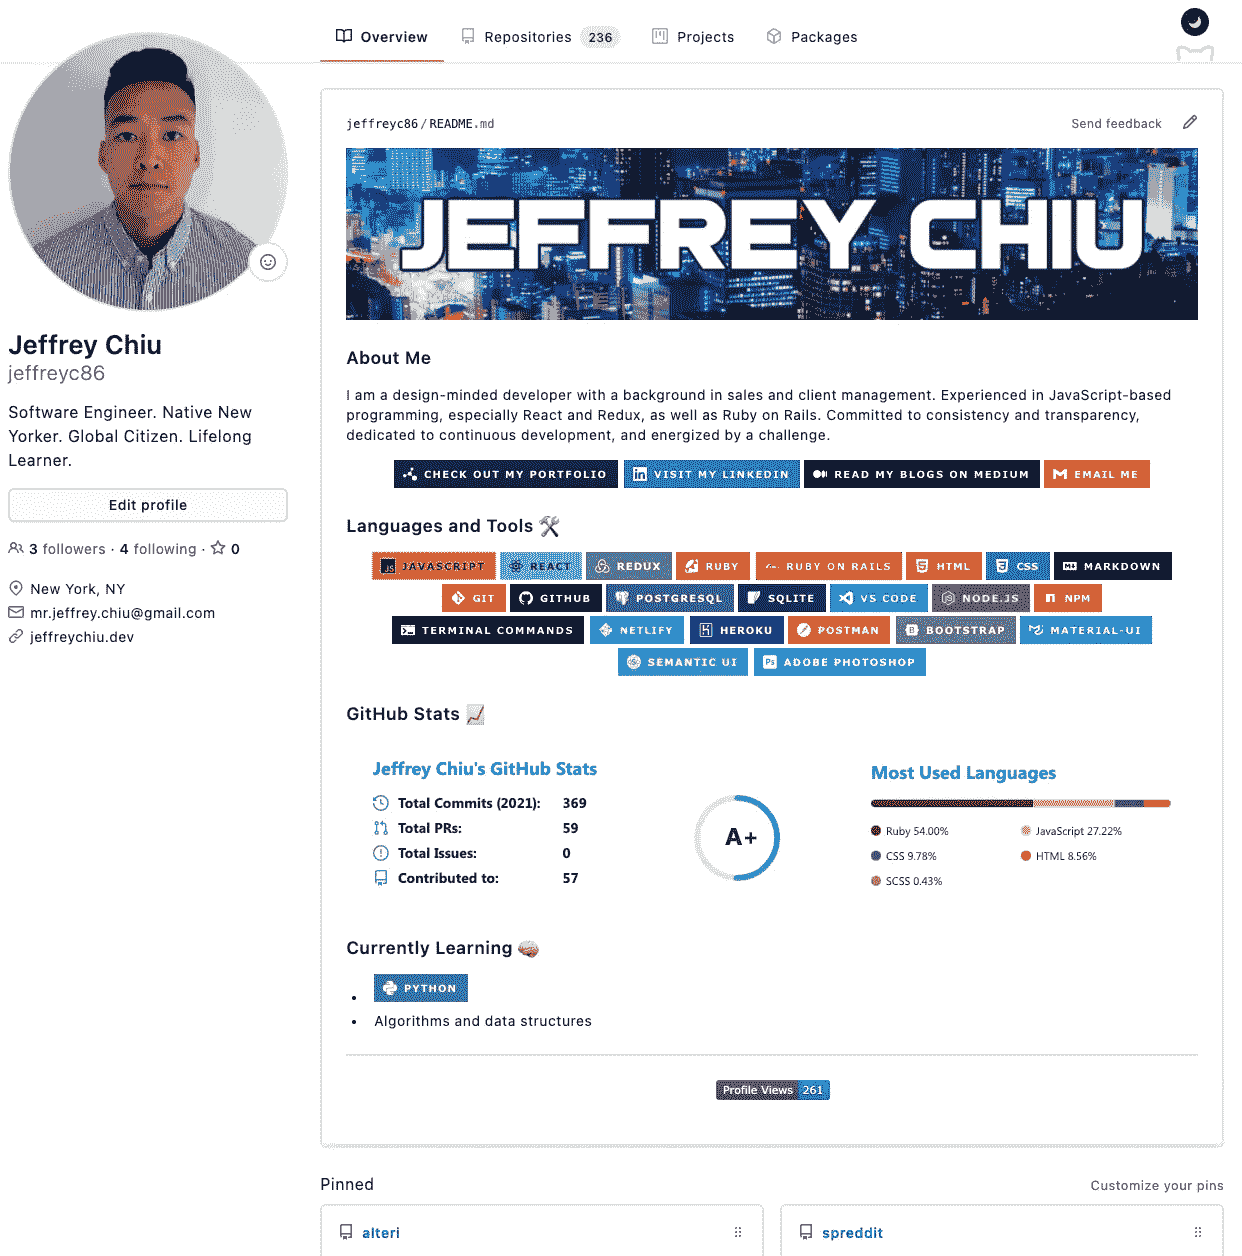 Overview Repositories 236 Projects Packages
jeffreyc86/README.md Send feedback
JEFFREY CHIU
Jeffrey Chiu
jeffreyc86
Software Engineer. Native New
Yorker. Global Citizen. Lifelong
Learner.
Edit profile
3 followers · 4 following · 0
New York, NY
mr.jeffrey.chiu@gmail.com
jeffreychiu.dev
About Me
I am a design-minded developer with a background in sales and client management. Experienced in JavaScript-based
programming, especially React and Redux, as well as Ruby on Rails. Committed to consistency and transparency,
dedicated to continuous development, and energized by a challenge.
CHECK OUT MY PORTFOLIO VISIT MY LINKEDIN READ MY BLOGS ON MEDIUM EMAIL ME
Languages and Tools
JAVASCRIPT REACT REDUX RUBY RUBY ON RAILS HTML CSS MARKDOWN
GIT GITHUB POSTGRESQL SQLITE VS CODE NODE.JS NPM
TERMINAL COMMANDS NETLIFY HEROKU POSTMAN BOOTSTRAP MATERIAL-UI
SEMANTIC UI ADOBE PHOTOSHOP
GitHub Stats
Jeffrey Chiu's GitHub Stats
Total Commits (2021): 369
Total PRs: 59
Total Issues: 0
Contributed to: 57
A+
Most Used Languages
Ruby 54.00% JavaScript 27.22%
CSS 9.78% HTML 8.56%
SCSS 0.43%
Currently Learning
PYTHON
Algorithms and data structures
Profile Views 261
Pinned Customize your pins
alteri spreddit